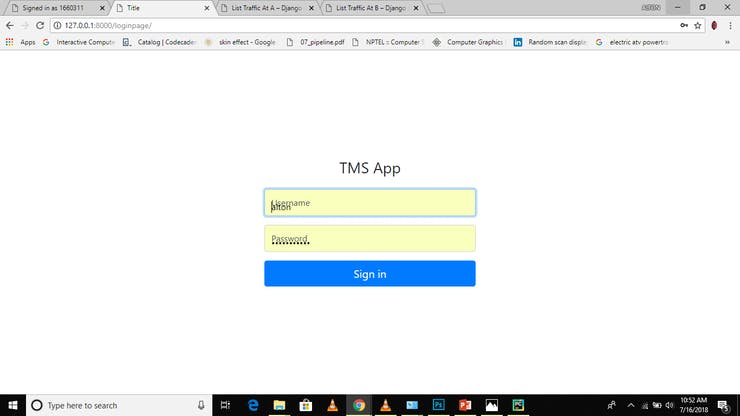 Signed in as 1660311
Title
List Traffic At A – Django
List Traffic At B – Django
127.0.0.1:8000/loginpage/
Apps
Interactive Compute
Catalog | Codecadem
skin effect - Google
07_pipeline.pdf
NPTEL :: Computer S
Computer Graphics
Random scan displa
electric atv powertra
TMS App
Username
alton
Password
Sign in
Type here to search
10:52 AM
7/16/2018